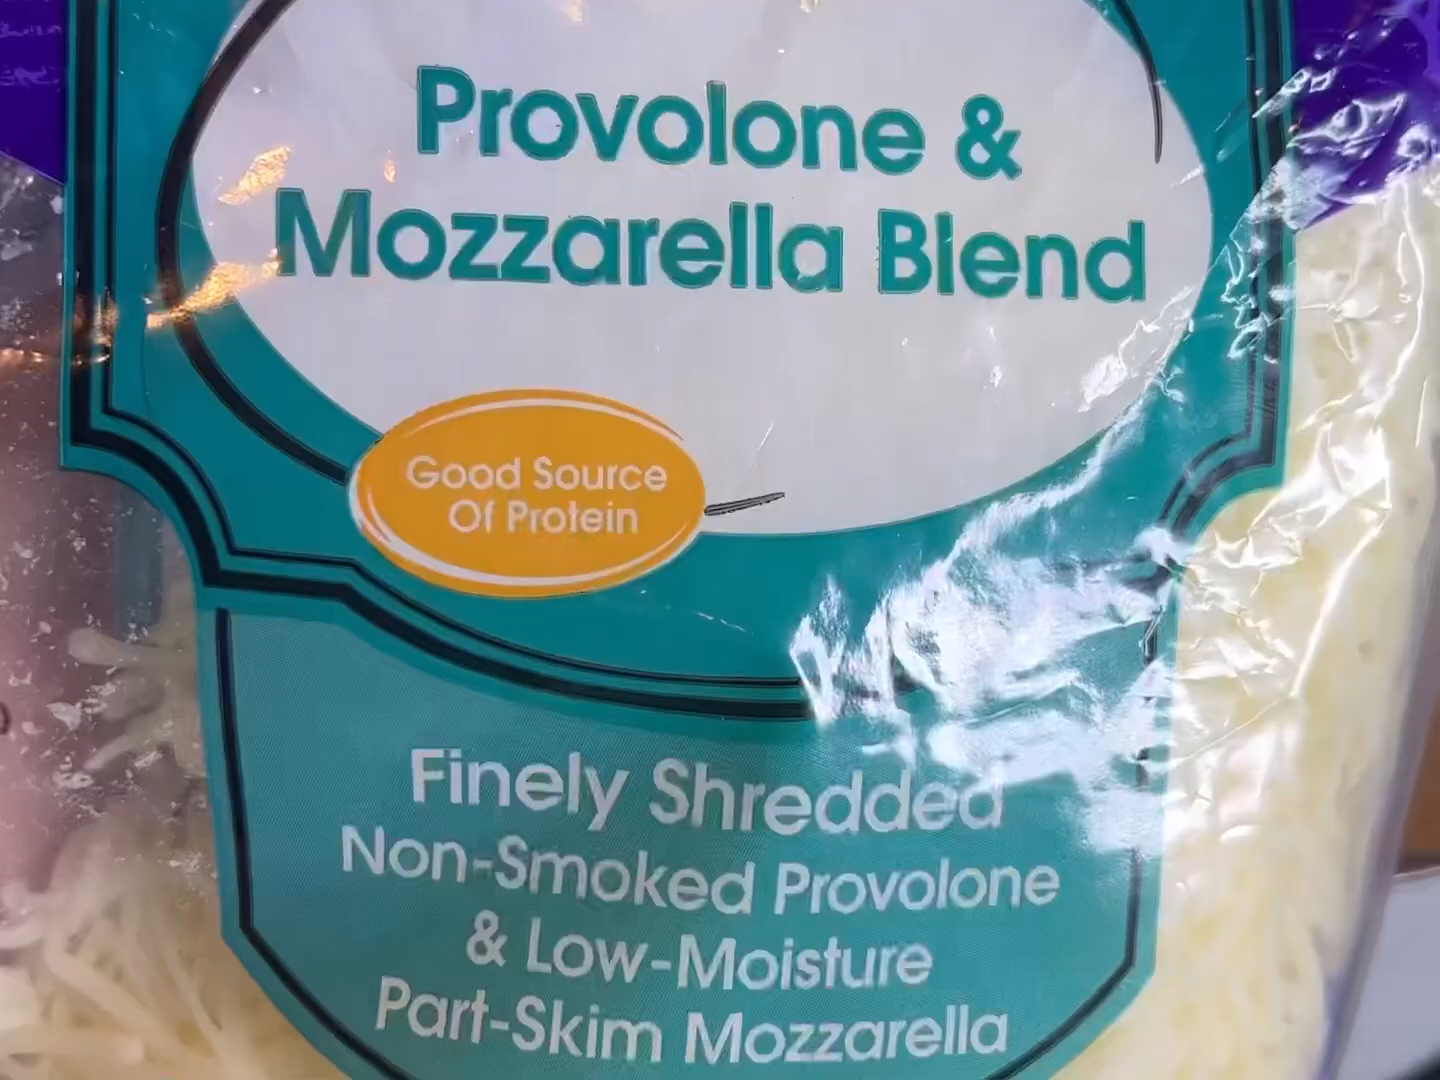 Provolone &
Mozzarella Blend
Good Source
Of Protein
Finely Shredded
Non-Smoked Provolone
& Low-Moisture
Part-Skim Mozzarella